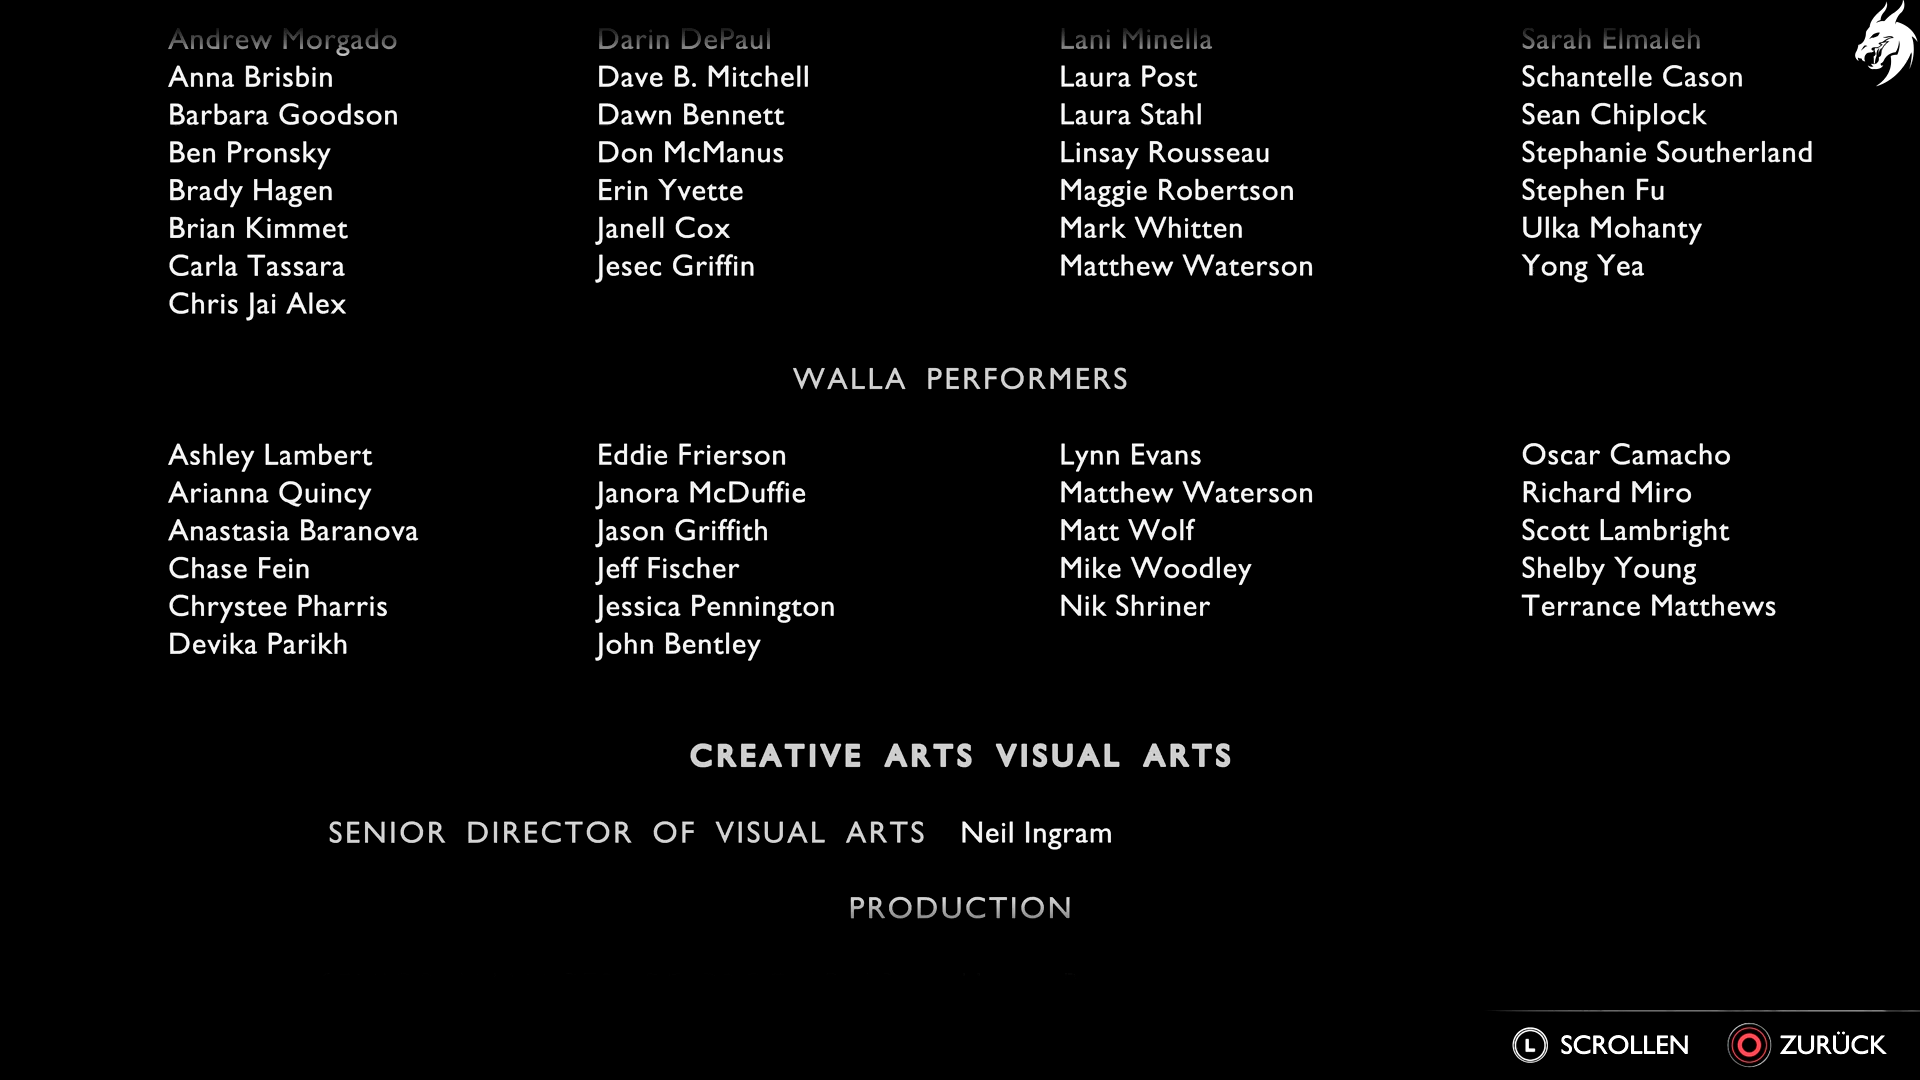 Andrew Morgado Darin DePaul Lani Minella Sarah Elmaleh
Anna Brisbin Dave B. Mitchell Laura Post Schantelle Cason
Barbara Goodson Dawn Bennett Laura Stahl Sean Chiplock
Ben Pronsky Don McManus Linsay Rousseau Stephanie Southerland
Brady Hagen Erin Yvette Maggie Robertson Stephen Fu
Brian Kimmet Janell Cox Mark Whitten Ulka Mohanty
Carla Tassara Jesec Griffin Matthew Waterson Yong Yea
Chris Jai Alex
WALLA PERFORMERS
Ashley Lambert Eddie Frierson Lynn Evans Oscar Camacho
Arianna Quincy Janora McDuffie Matthew Waterson Richard Miro
Anastasia Baranova Jason Griffith Matt Wolf Scott Lambright
Chase Fein Jeff Fischer Mike Woodley Shelby Young
Chrystee Pharris Jessica Pennington Nik Shriner Terrance Matthews
Devika Parikh John Bentley
CREATIVE ARTS VISUAL ARTS
SENIOR DIRECTOR OF VISUAL ARTS Neil Ingram
PRODUCTION
L SCROLLEN ZURÜCK